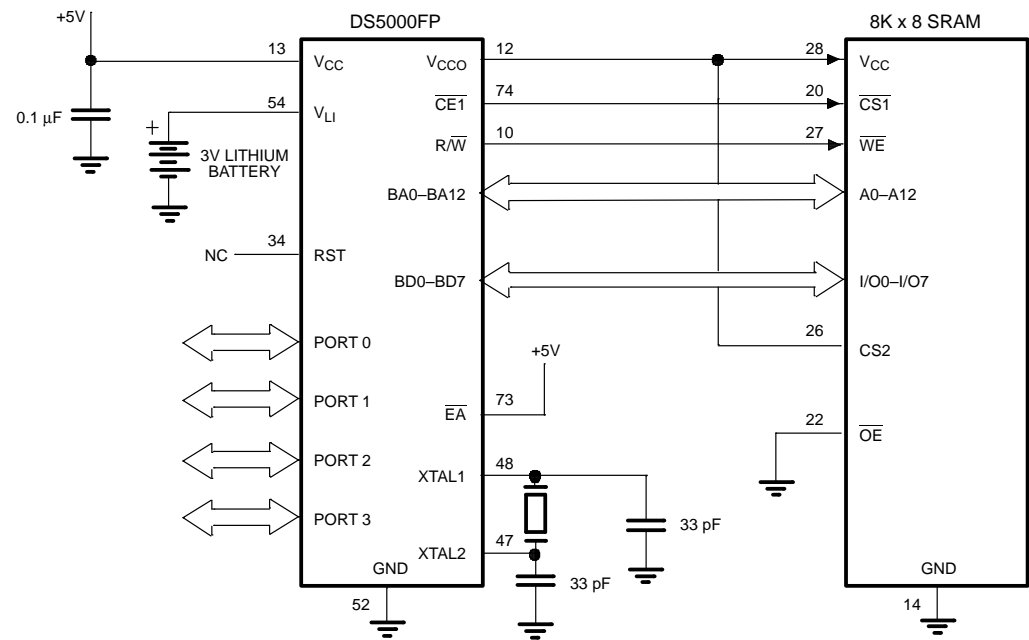 DS5000FP
8K x 8 SRAM
+5V
13
VCC
VCCO
12
28
VCC
0.1 μF
54
VLI
CE1
74
20
CS1
+
3V LITHIUM
BATTERY
R/W
10
27
WE
BA0–BA12
A0–A12
NC
34
RST
BD0–BD7
I/O0–I/O7
PORT 0
+5V
26
CS2
PORT 1
EA
73
22
OE
PORT 2
XTAL1
48
33 pF
PORT 3
XTAL2
47
33 pF
GND
52
GND
14